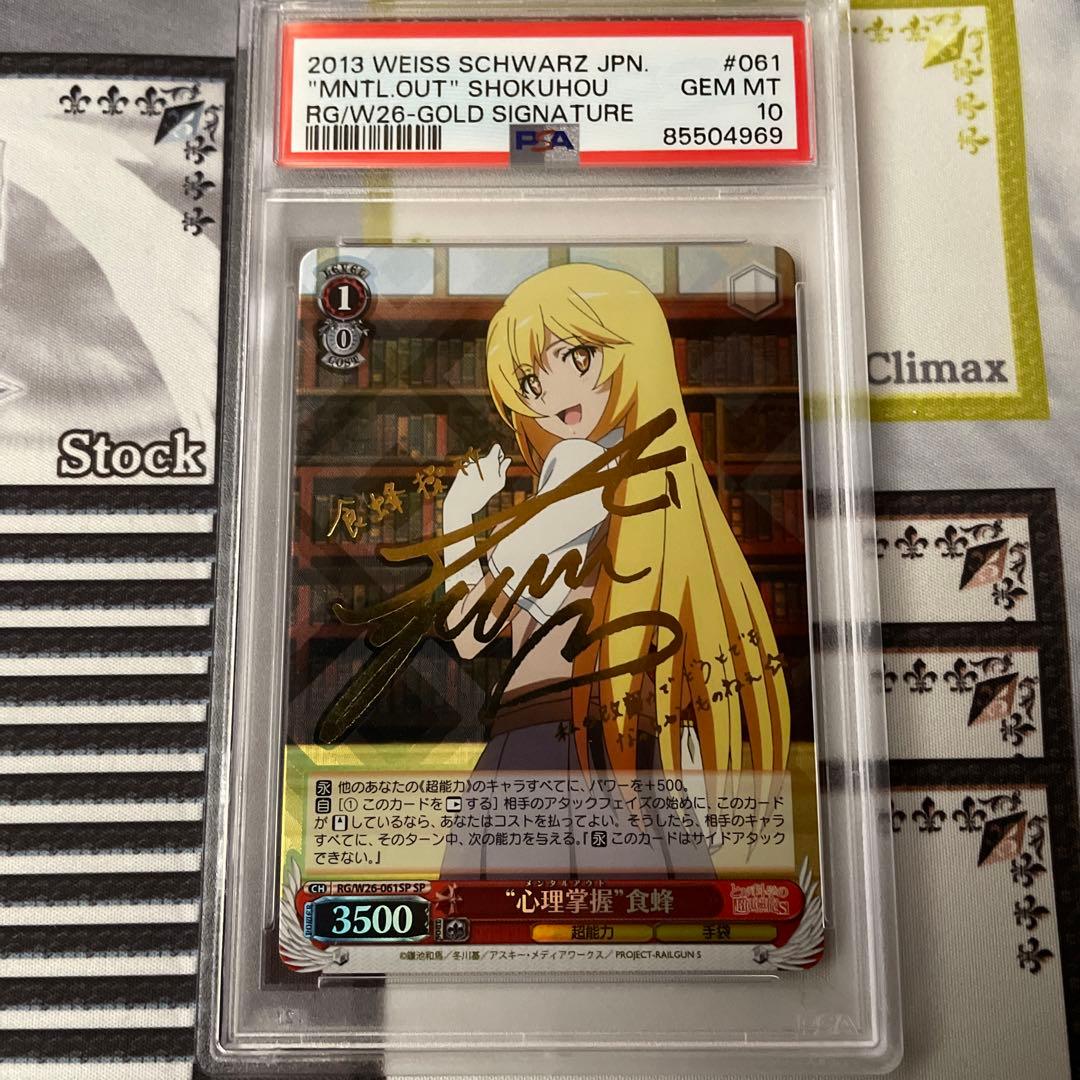 2013 WEISS SCHWARZ JPN. #061
"MNTL.OUT" SHOKUHOU GEM MT
RG/W26-GOLD SIGNATURE 10
PSA 85504969
LEVEL
1
0
COST
Climax
Stock
食蜂操祈
永 他のあなたの《超能力》のキャラすべてに、パワーを+500。
自 [① このカードを する] 相手のアタックフェイズの始めに、このカード
が しているなら、あなたはコストを払ってよい。そうしたら、相手のキャラ
すべてに、そのターン中、次の能力を与える。『永 このカードはサイドアタック
できない。』
CH RG/W26-061SP SP
メンタルアウト
"心理掌握"食蜂
3500
超能力 手袋
©鎌池和馬/冬川基/アスキー・メディアワークス/PROJECT-RAILGUN S